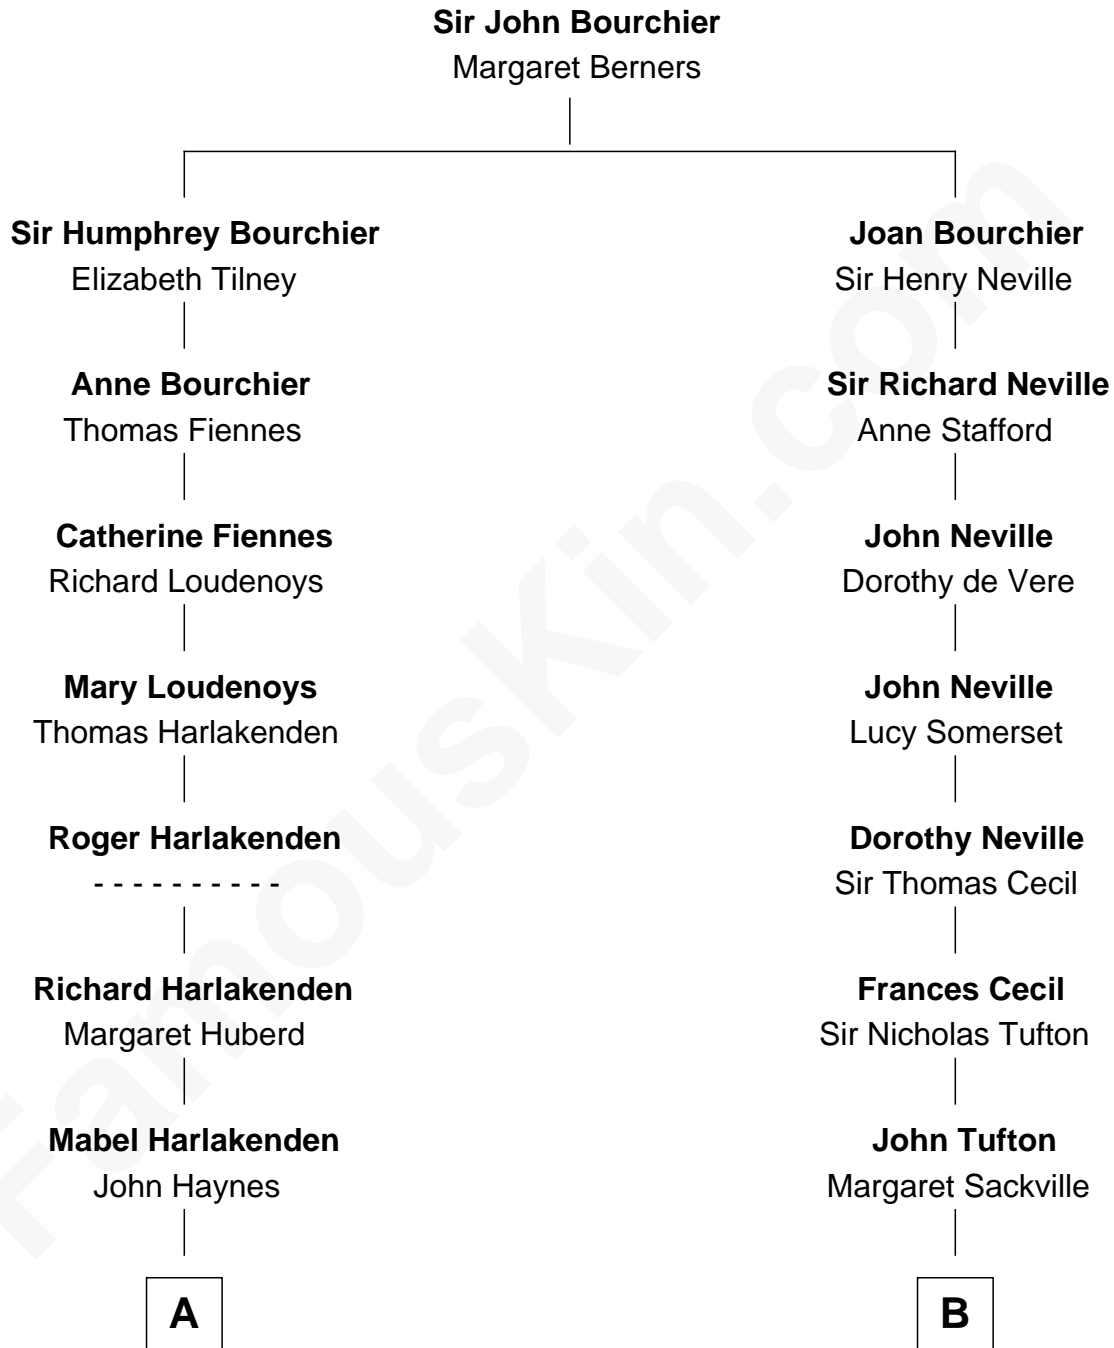 Sir John Bourchier
Margaret Berners
Sir Humphrey Bourchier
Elizabeth Tilney
Joan Bourchier
Sir Henry Neville
Anne Bourchier
Thomas Fiennes
Sir Richard Neville
Anne Stafford
Catherine Fiennes
Richard Loudenoys
John Neville
Dorothy de Vere
Mary Loudenoys
Thomas Harlakenden
John Neville
Lucy Somerset
Roger Harlakenden
- - - - - - - - - -
Dorothy Neville
Sir Thomas Cecil
Richard Harlakenden
Margaret Huberd
Frances Cecil
Sir Nicholas Tufton
Mabel Harlakenden
John Haynes
John Tufton
Margaret Sackville
A
B
FamousKin.com